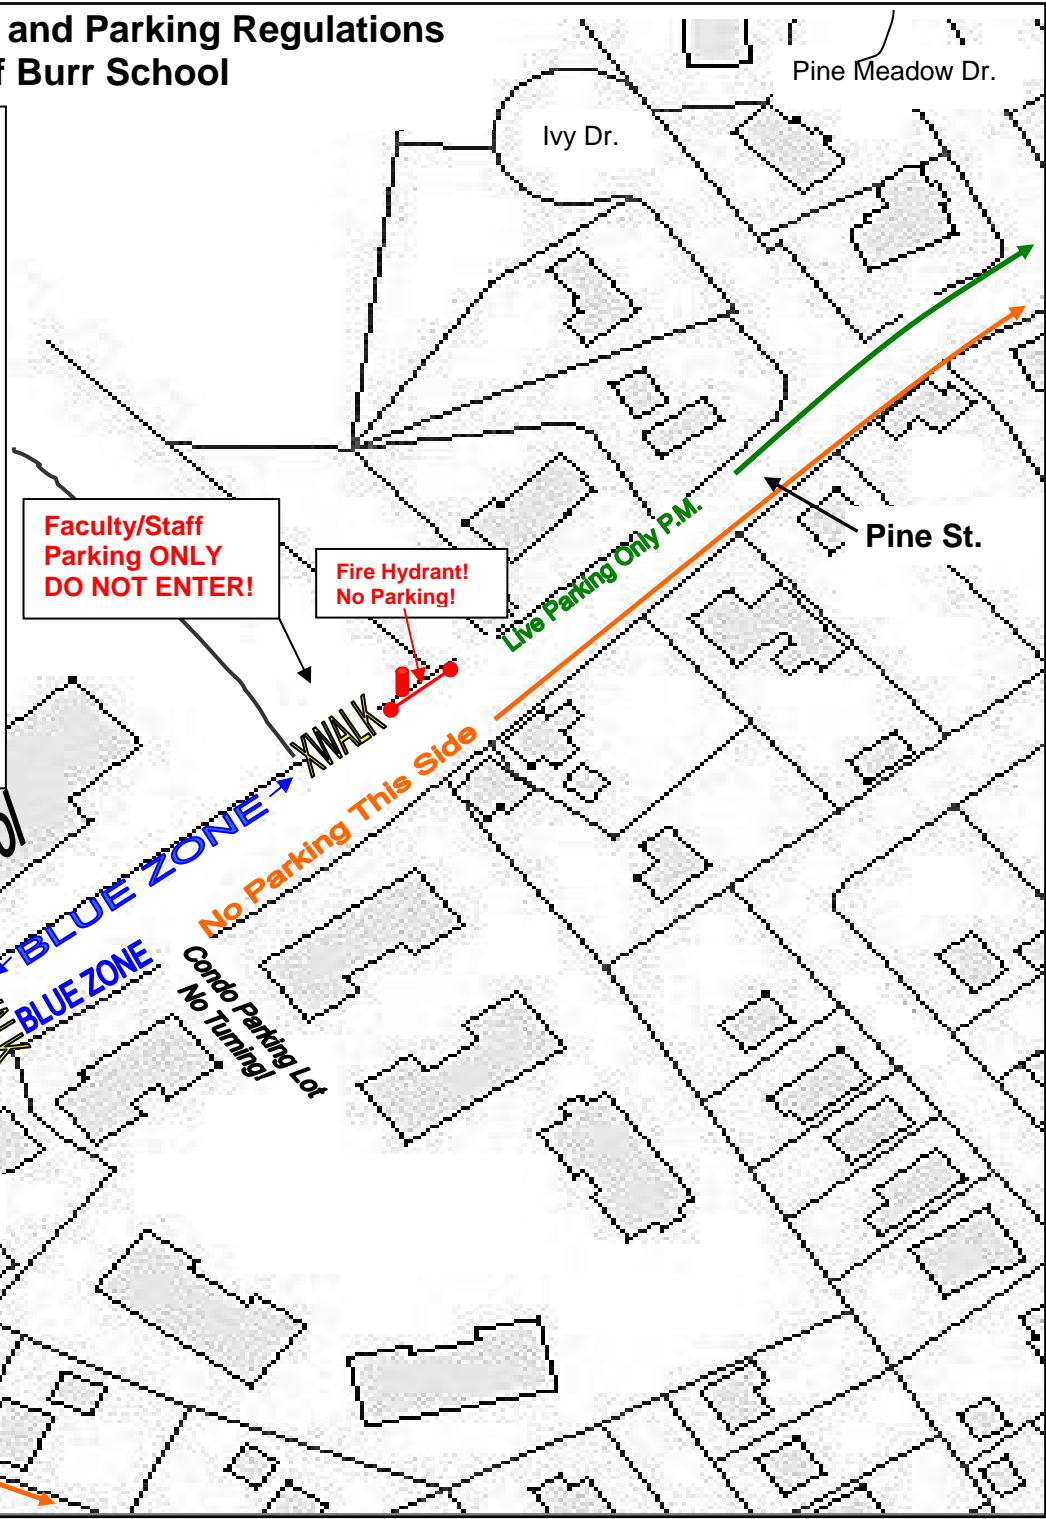 and Parking Regulations
f Burr School
Pine Meadow Dr.
Ivy Dr.
Faculty/Staff
Parking ONLY
DO NOT ENTER!
Fire Hydrant!
No Parking!
Live Parking Only P.M.
Pine St.
XWALK
No Parking This Side
BLUE ZONE
BLUE ZONE
Condo Parking Lot
No Turning!